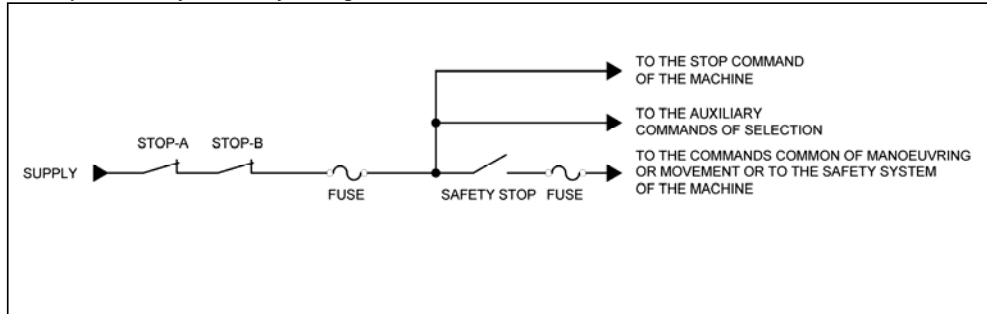 TO THE STOP COMMAND
OF THE MACHINE
TO THE AUXILIARY
COMMANDS OF SELECTION
STOP-A STOP-B
SUPPLY
TO THE COMMANDS COMMON OF MANOEUVRING
OR MOVEMENT OR TO THE SAFETY SYSTEM
OF THE MACHINE
FUSE SAFETY STOP FUSE